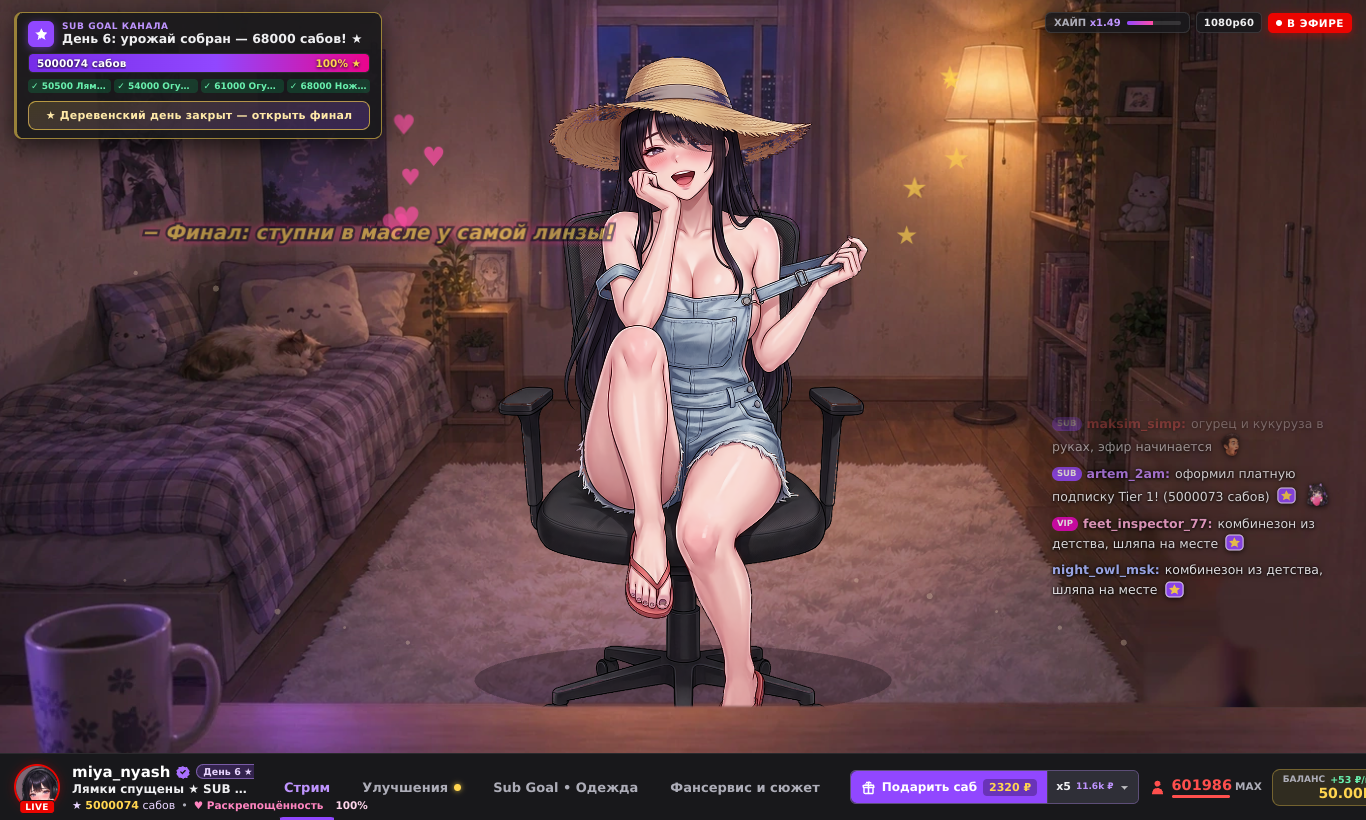 SUB GOAL КАНАЛА
День 6: урожай собран — 68000 сабов! ★
5000074 сабов 100% ★
✓ 50500 Лям... ✓ 54000 Огу... ✓ 61000 Огу... ✓ 68000 Нож...
★ Деревенский день закрыт — открыть финал
ХАЙП x1.49 1080p60 В ЭФИРЕ
— Финал: ступни в масле у самой линзы!
SUB maksim_simp: огурец и кукуруза в
руках, эфир начинается
SUB artem_2am: оформил платную
подписку Tier 1! (5000073 сабов)
VIP feet_inspector_77: комбинезон из
детства, шляпа на месте
night_owl_msk: комбинезон из детства,
шляпа на месте
miya_nyash День 6 ★
Лямки спущены ★ SUB ...
★ 5000074 сабов • ♥ Раскрепощённость 100%
LIVE
Стрим Улучшения Sub Goal • Одежда Фансервис и сюжет
Подарить саб 2320 ₽ x5 11.6k ₽
601986 MAX
БАЛАНС +53 ₽/
50.00